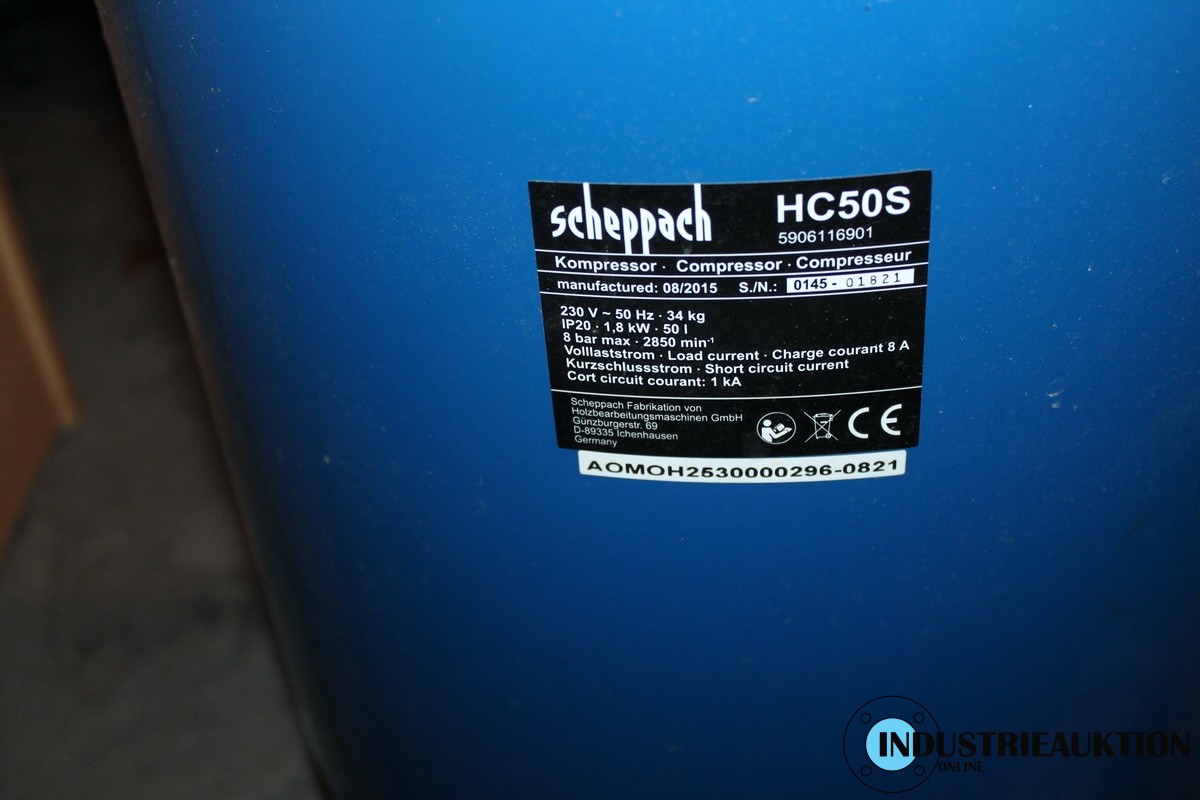 scheppach HC50S
5906116901
Kompressor · Compressor · Compresseur
manufactured: 08/2015 S./N.: 0145 - 01821
230 V ~ 50 Hz · 34 kg
IP20 · 1,8 kW · 50 l
8 bar max · 2850 min⁻¹
Volllaststrom · Load current · Charge courant 8 A
Kurzschlussstrom · Short circuit current
Cort circuit courant: 1 kA
Scheppach Fabrikation von
Holzbearbeitungsmaschinen GmbH
Günzburgerstr. 69
D-89335 Ichenhausen
Germany
CE
AOMOH2530000296-0821
INDUSTRIEAUKTION
ONLINE